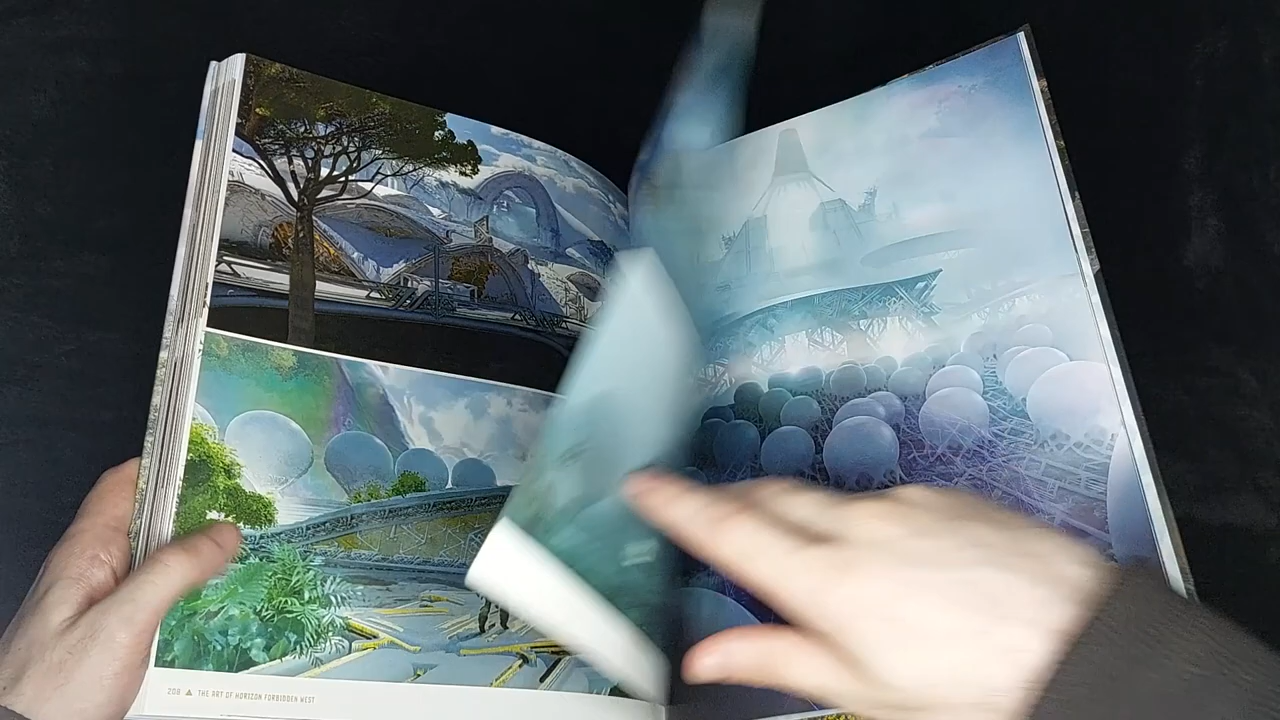 208 ▲ THE ART OF HORIZON FORBIDDEN WEST